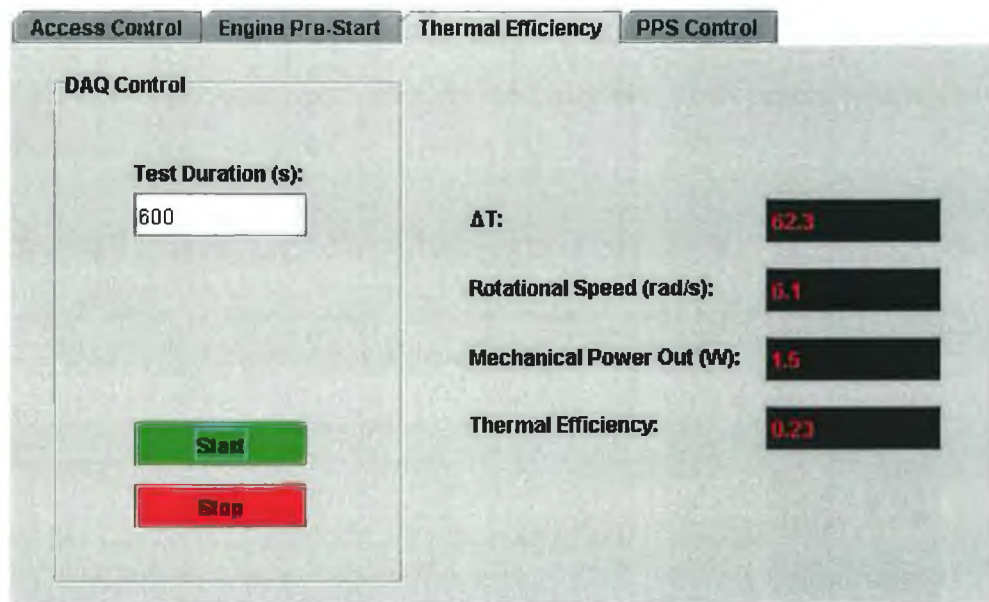 Access Control Engine Pre-Start Thermal Efficiency PPS Control
DAQ Control
Test Duration (s):
600
ΔT: 62.3
Rotational Speed (rad/s): 6.1
Mechanical Power Out (W): 1.5
Thermal Efficiency: 0.23
Start
Stop